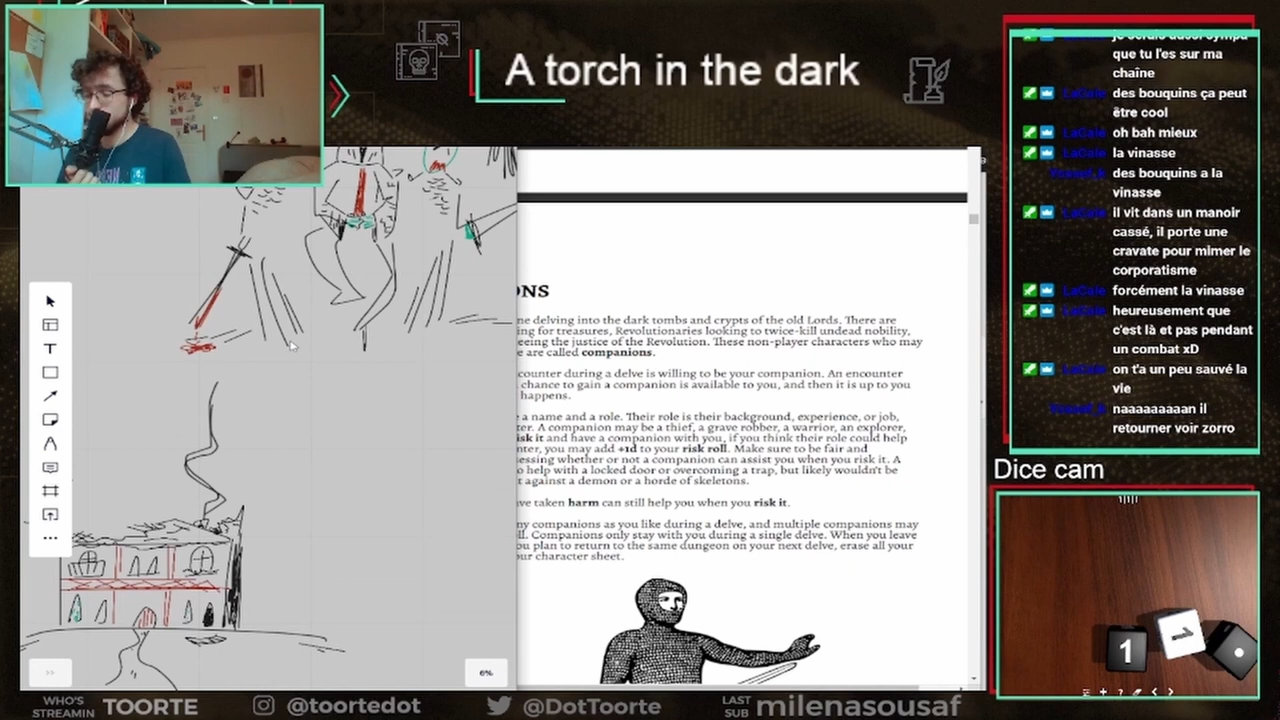 A torch in the dark
ONS
ne delving into the dark tombs and crypts of the old Lords. There are
ing for treasures, Revolutionaries looking to twice-kill undead nobility,
eeing the justice of the Revolution. These non-player characters who may
e are called companions.
counter during a delve is willing to be your companion. An encounter
chance to gain a companion is available to you, and then it is up to you
happens.
e a name and a role. Their role is their background, experience, or job,
ter. A companion may be a thief, a grave robber, a warrior, an explorer,
isk it and have a companion with you, if you think their role could help
nter, you may add +1d to your risk roll. Make sure to be fair and
essing whether or not a companion can assist you when you risk it. A
o help with a locked door or overcoming a trap, but likely wouldn't be
t against a demon or a horde of skeletons.
ve taken harm can still help you when you risk it.
ny companions as you like during a delve, and multiple companions may
ll. Companions only stay with you during a single delve. When you leave
ou plan to return to the same dungeon on your next delve, erase all your
our character sheet.
6%
que tu l'es sur ma
chaîne
LaCale des bouquins ça peut
être cool
LaCale oh bah mieux
LaCale la vinasse
des bouquins a la
vinasse
LaCale il vit dans un manoir
cassé, il porte une
cravate pour mimer le
corporatisme
LaCale forcément la vinasse
LaCale heureusement que
c'est là et pas pendant
un combat xD
LaCale on t'a un peu sauvé la
vie
naaaaaaaaan il
retourner voir zorro
Dice cam
1
1
WHO'S
STREAMIN
TOORTE
@toortedot
@DotToorte
LAST
SUB
milenasousaf